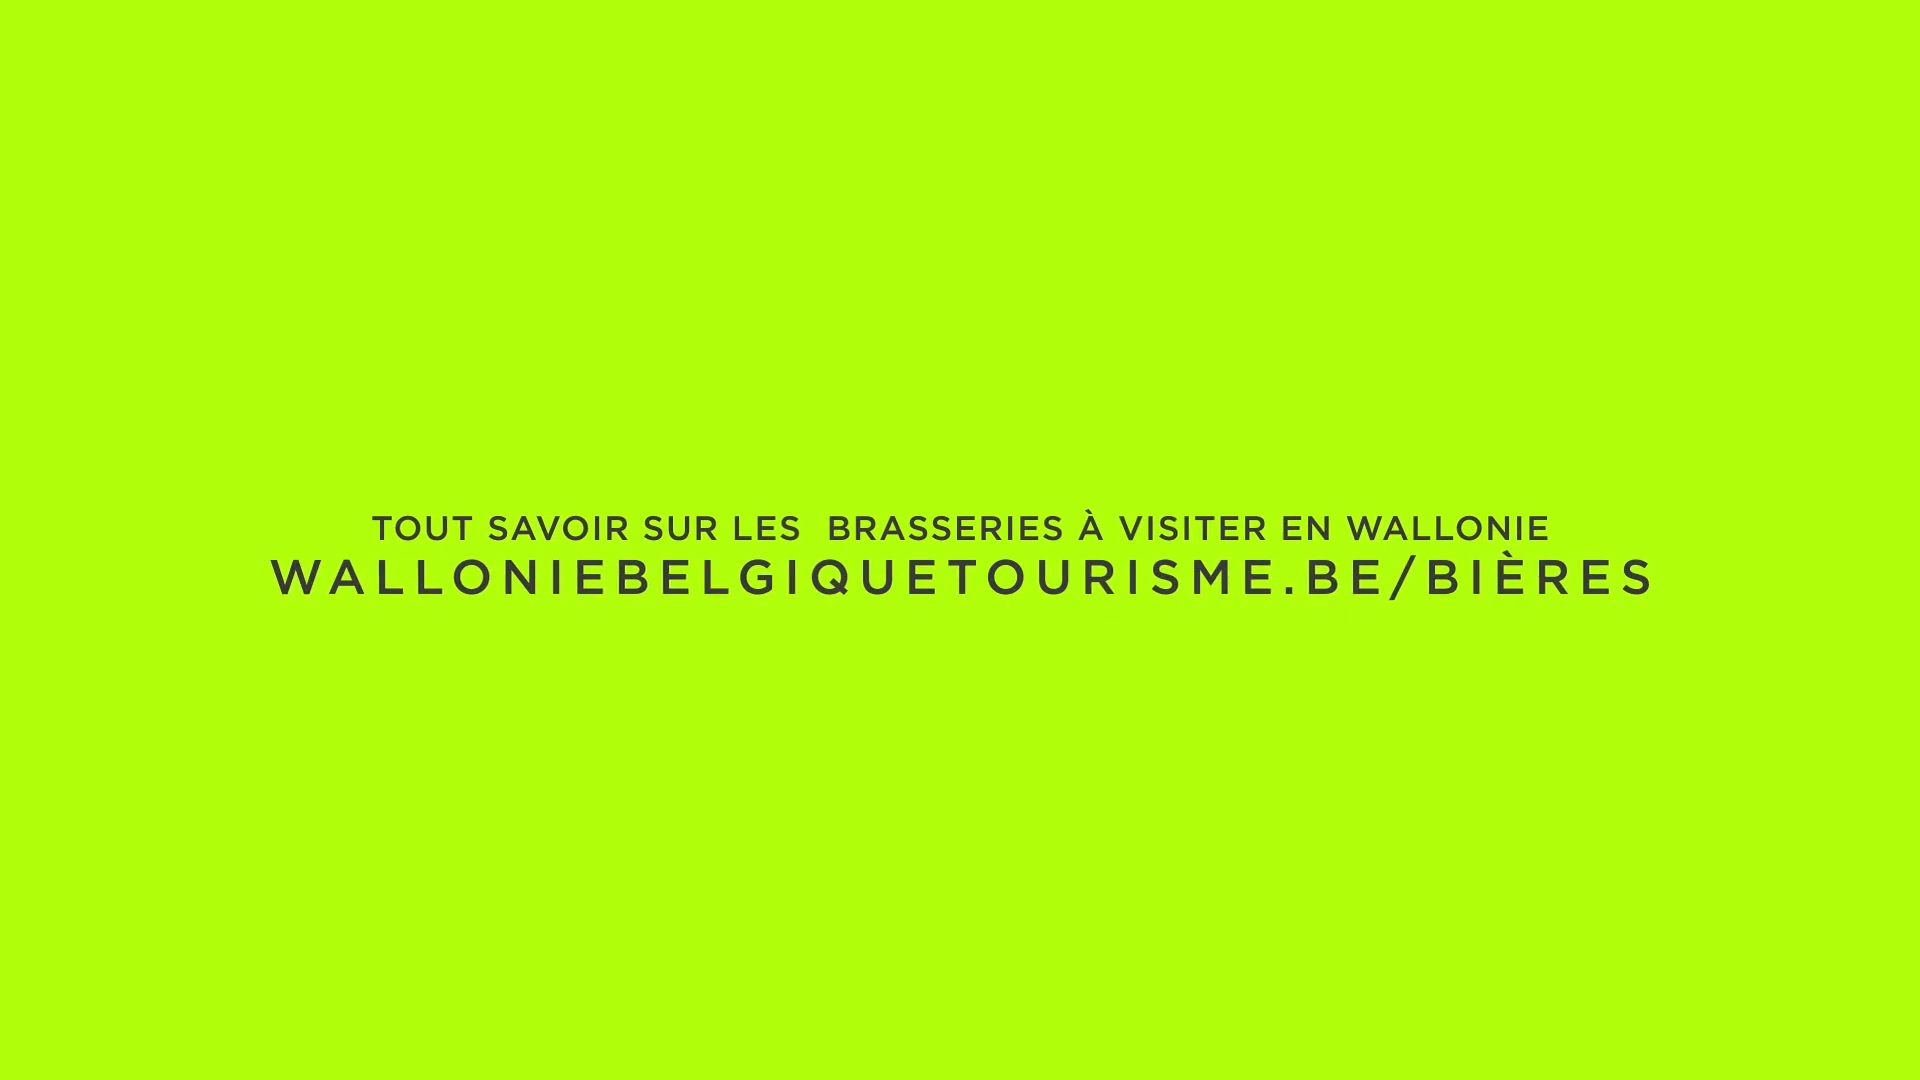 TOUT SAVOIR SUR LES  BRASSERIES À VISITER EN WALLONIE
WALLONIEBELGIQUETOURISME.BE/BIÈRES